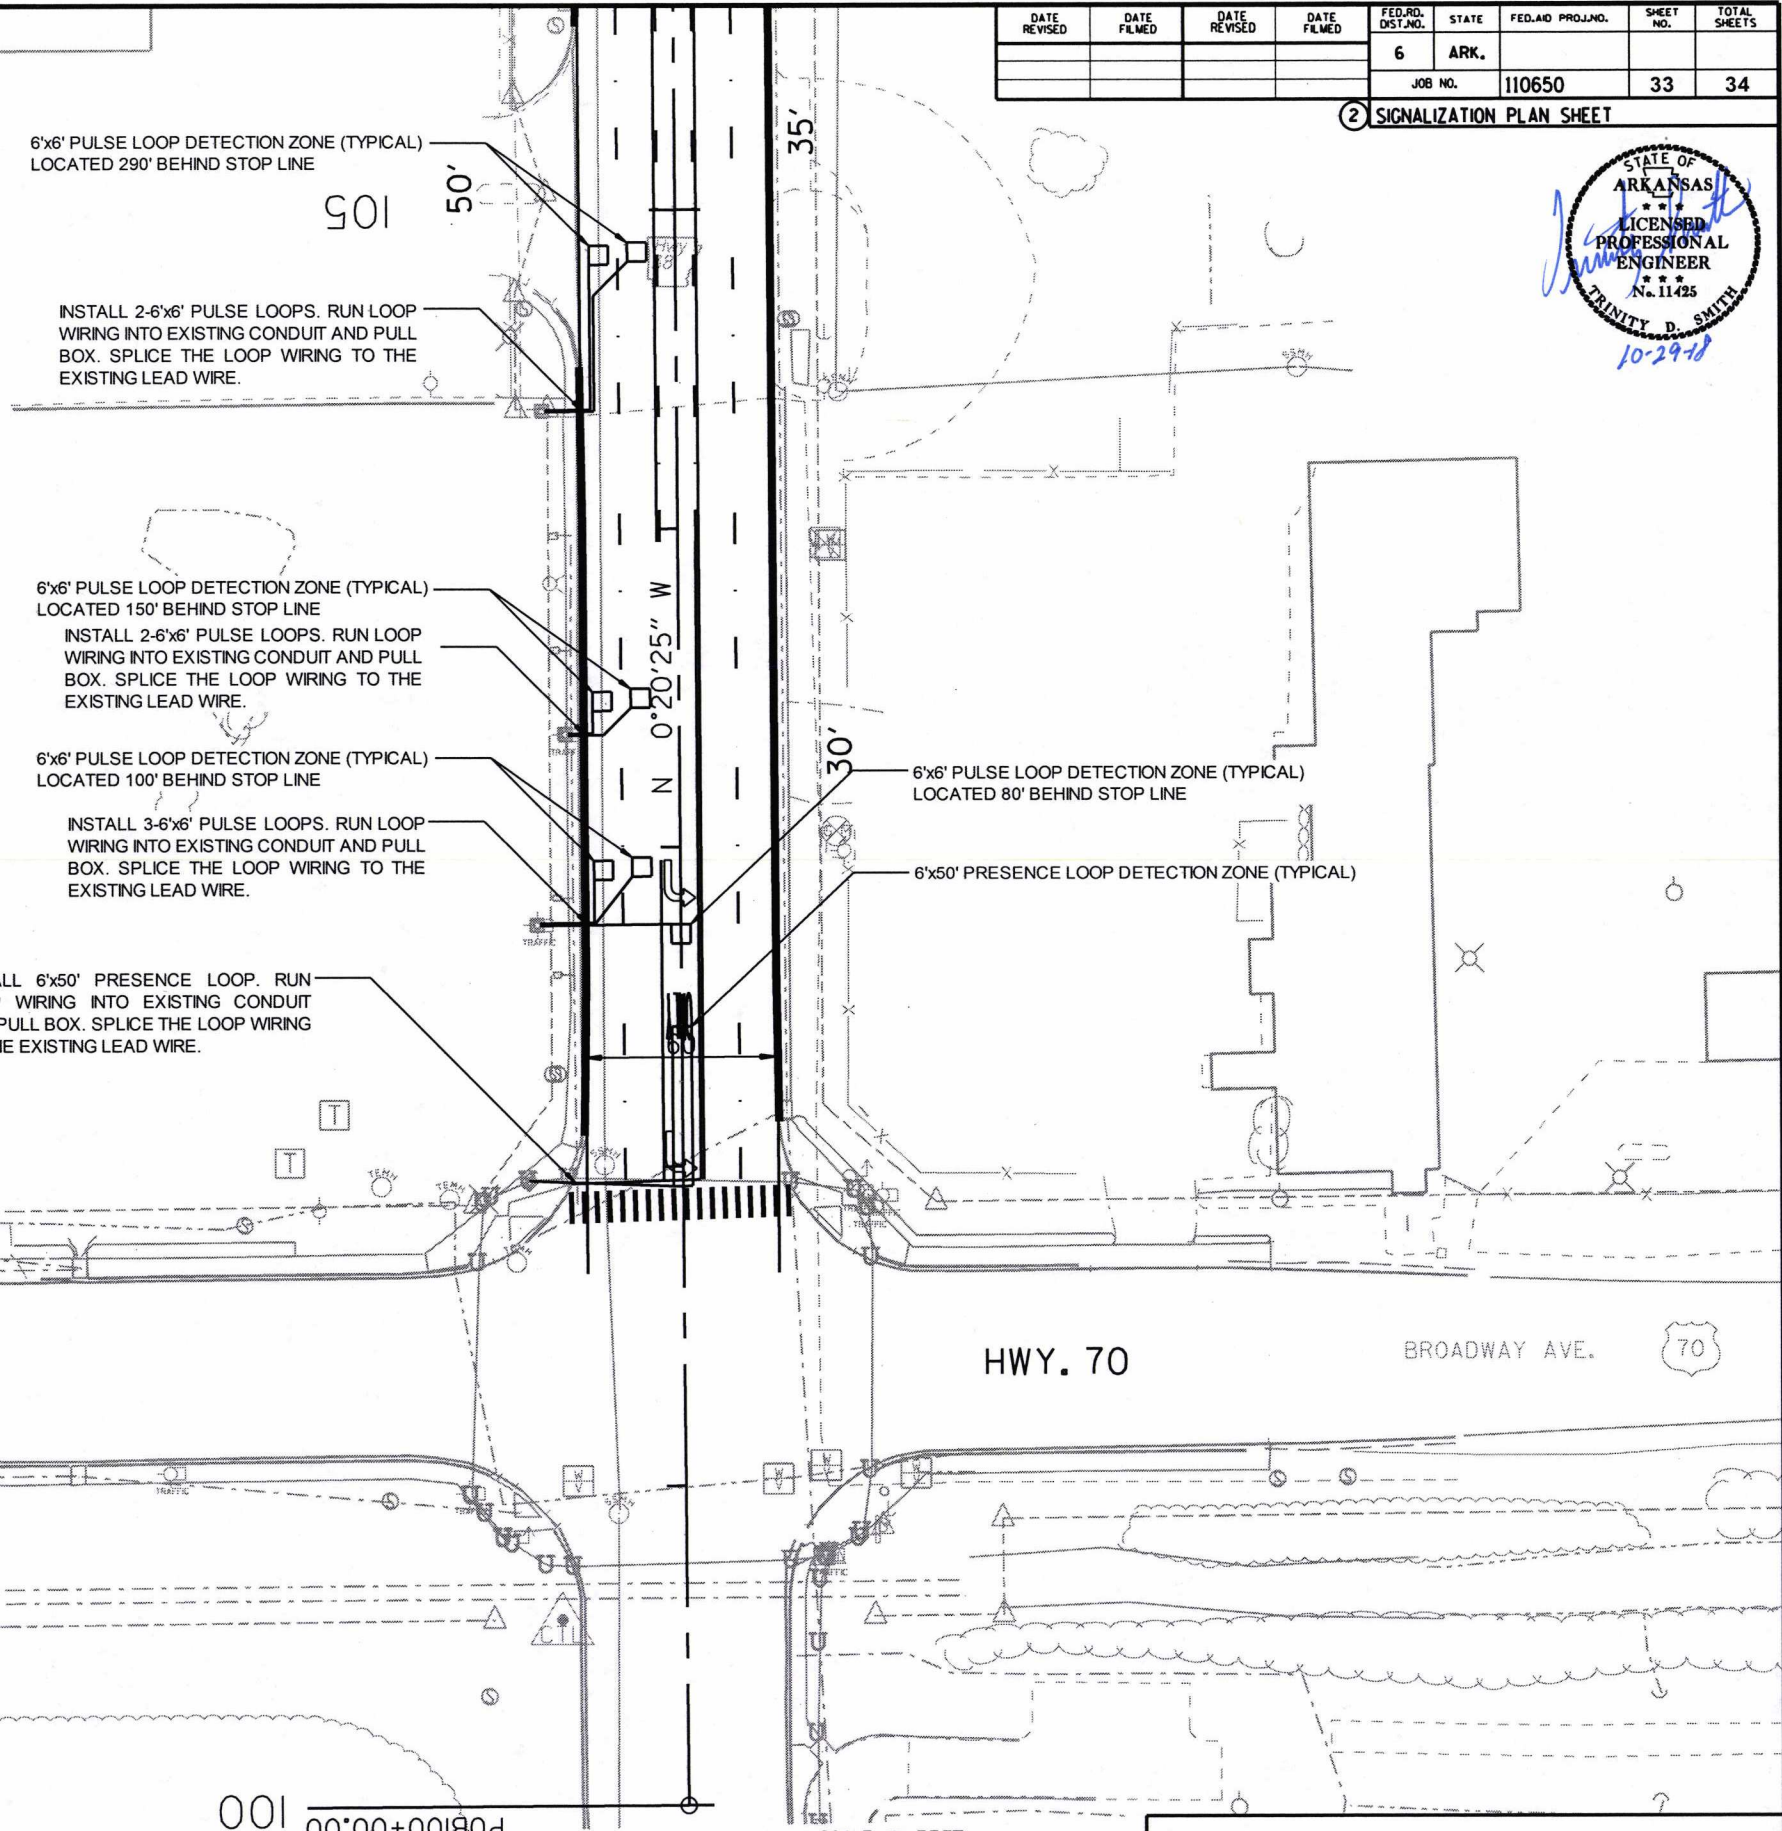 DATE REVISED
DATE FILMED
DATE REVISED
DATE FILMED
FED.RD. DIST.NO.
STATE
FED.AID PROJ.NO.
SHEET NO.
TOTAL SHEETS
6
ARK.
JOB NO.
110650
33
34
2
SIGNALIZATION PLAN SHEET
STATE OF
ARKANSAS
★ ★ ★
LICENSED
PROFESSIONAL
ENGINEER
★ ★ ★
No. 11425
TRINITY D. SMITH
10-29-18
6'x6' PULSE LOOP DETECTION ZONE (TYPICAL)
LOCATED 290' BEHIND STOP LINE
105
50'
35'
INSTALL 2-6'x6' PULSE LOOPS. RUN LOOP
WIRING INTO EXISTING CONDUIT AND PULL
BOX. SPLICE THE LOOP WIRING TO THE
EXISTING LEAD WIRE.
SSMH
6'x6' PULSE LOOP DETECTION ZONE (TYPICAL)
LOCATED 150' BEHIND STOP LINE
INSTALL 2-6'x6' PULSE LOOPS. RUN LOOP
WIRING INTO EXISTING CONDUIT AND PULL
BOX. SPLICE THE LOOP WIRING TO THE
EXISTING LEAD WIRE.
N 0°20'25" W
30'
6'x6' PULSE LOOP DETECTION ZONE (TYPICAL)
LOCATED 100' BEHIND STOP LINE
6'x6' PULSE LOOP DETECTION ZONE (TYPICAL)
LOCATED 80' BEHIND STOP LINE
INSTALL 3-6'x6' PULSE LOOPS. RUN LOOP
WIRING INTO EXISTING CONDUIT AND PULL
BOX. SPLICE THE LOOP WIRING TO THE
EXISTING LEAD WIRE.
6'x50' PRESENCE LOOP DETECTION ZONE (TYPICAL)
TRAFFIC
LL 6'x50' PRESENCE LOOP. RUN
WIRING INTO EXISTING CONDUIT
PULL BOX. SPLICE THE LOOP WIRING
E EXISTING LEAD WIRE.
T
T
TEMH
TEMH
SSMH
TRAFFIC
TEMH
HWY. 70
BROADWAY AVE.
70
TRAFFIC
SSMH
W V
W V
W V
W V
CTL
100